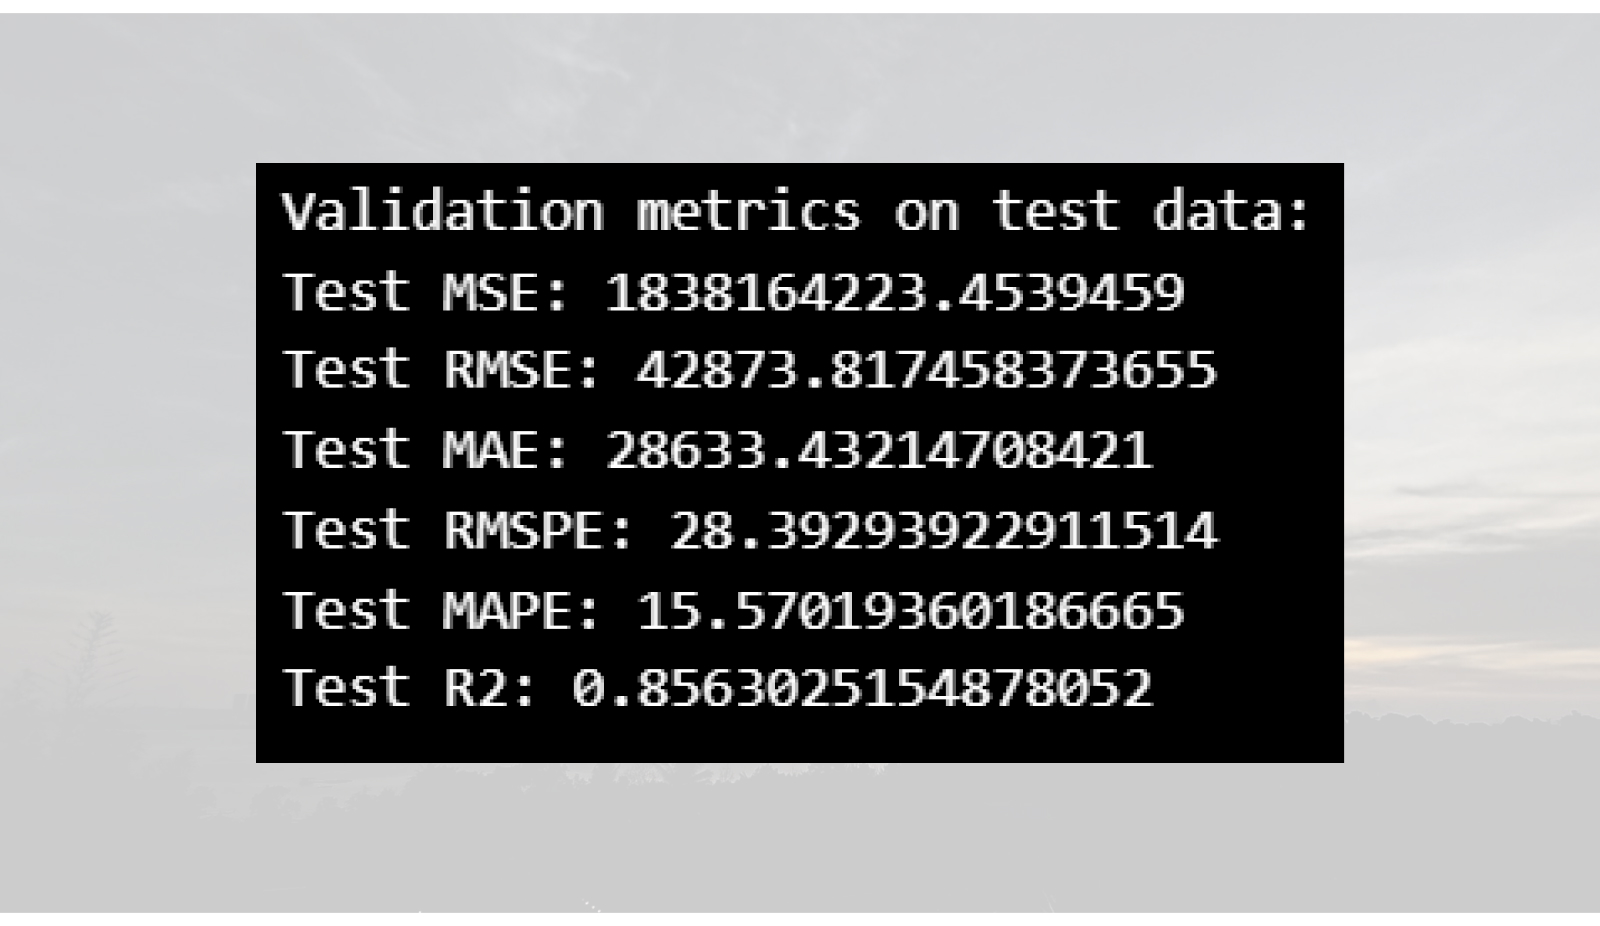 Validation metrics on test data:
Test MSE: 1838164223.4539459
Test RMSE: 42873.817458373655
Test MAE: 28633.43214708421
Test RMSPE: 28.39293922911514
Test MAPE: 15.570193601866665
Test R2: 0.8563025154878052